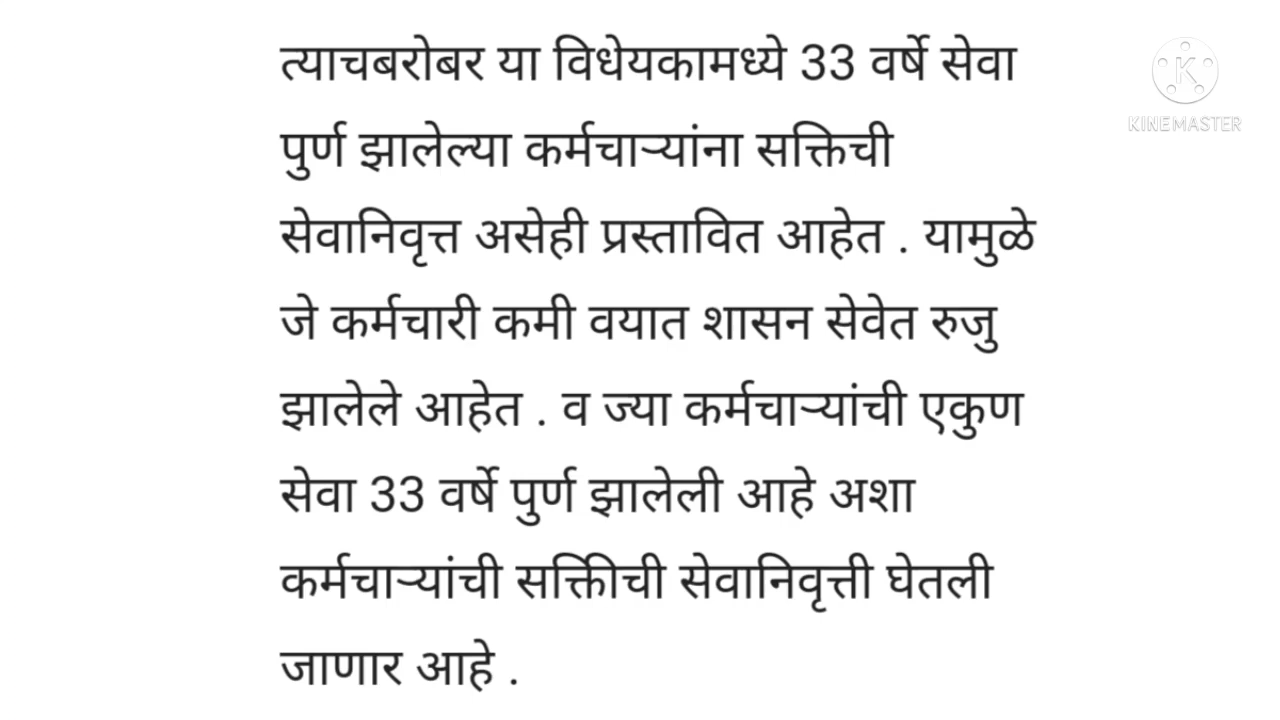 त्याचबरोबर या विधेयकामध्ये 33 वर्षे सेवा
पुर्ण झालेल्या कर्मचाऱ्यांना सक्तिची
सेवानिवृत्त असेही प्रस्तावित आहेत . यामुळे
जे कर्मचारी कमी वयात शासन सेवेत रुजु
झालेले आहेत . व ज्या कर्मचाऱ्यांची एकुण
सेवा 33 वर्षे पुर्ण झालेली आहे अशा
कर्मचाऱ्यांची सक्तिीची सेवानिवृत्ती घेतली
जाणार आहे .
K
KINEMASTER